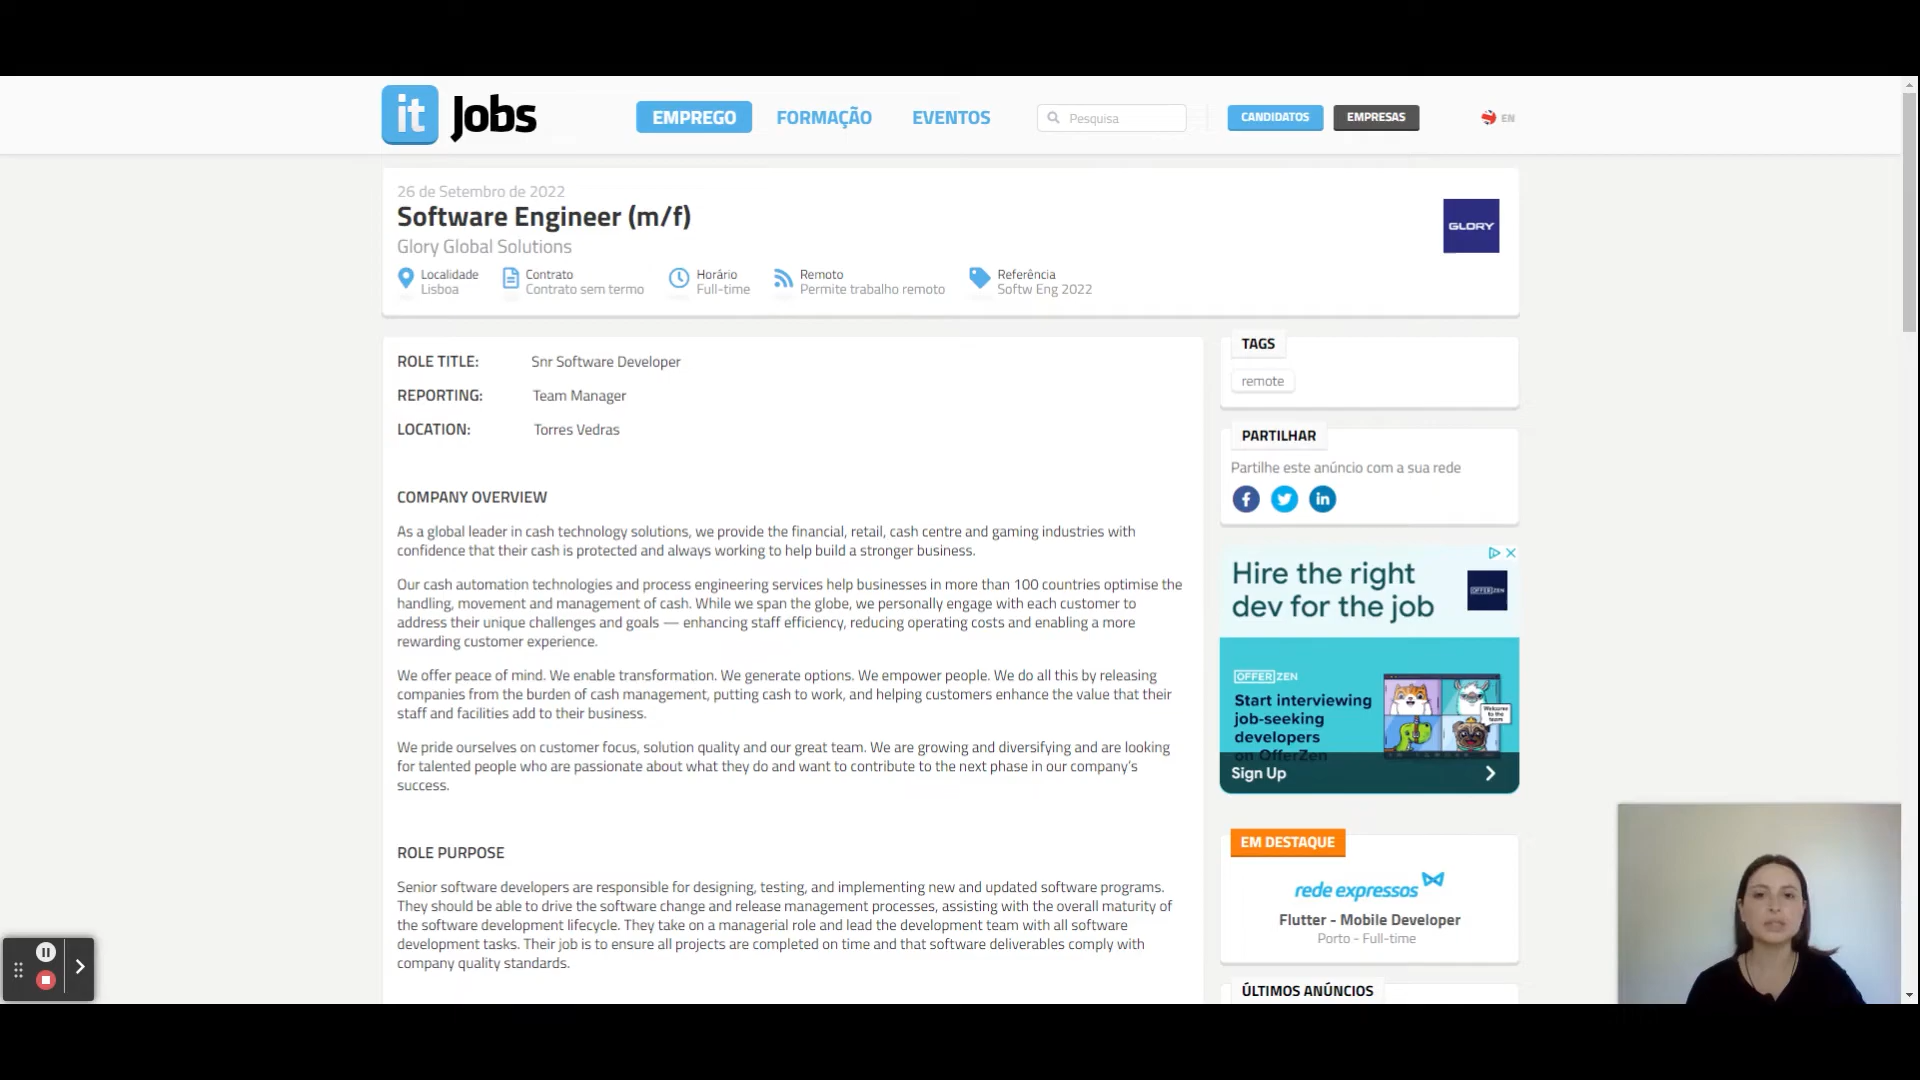 it Jobs
EMPREGO
FORMAÇÃO
EVENTOS
Pesquisa
CANDIDATOS
EMPRESAS
EN
26 de Setembro de 2022
Software Engineer (m/f)
Glory Global Solutions
GLORY
Localidade
Lisboa
Contrato
Contrato sem termo
Horário
Full-time
Remoto
Permite trabalho remoto
Referência
Softw Eng 2022
ROLE TITLE: Snr Software Developer
REPORTING: Team Manager
LOCATION: Torres Vedras
COMPANY OVERVIEW
As a global leader in cash technology solutions, we provide the financial, retail, cash centre and gaming industries with
confidence that their cash is protected and always working to help build a stronger business.
Our cash automation technologies and process engineering services help businesses in more than 100 countries optimise the
handling, movement and management of cash. While we span the globe, we personally engage with each customer to
address their unique challenges and goals — enhancing staff efficiency, reducing operating costs and enabling a more
rewarding customer experience.
We offer peace of mind. We enable transformation. We generate options. We empower people. We do all this by releasing
companies from the burden of cash management, putting cash to work, and helping customers enhance the value that their
staff and facilities add to their business.
We pride ourselves on customer focus, solution quality and our great team. We are growing and diversifying and are looking
for talented people who are passionate about what they do and want to contribute to the next phase in our company's
success.
ROLE PURPOSE
Senior software developers are responsible for designing, testing, and implementing new and updated software programs.
They should be able to drive the software change and release management processes, assisting with the overall maturity of
the software development lifecycle. They take on a managerial role and lead the development team with all software
development tasks. Their job is to ensure all projects are completed on time and that software deliverables comply with
company quality standards.
TAGS
remote
PARTILHAR
Partilhe este anúncio com a sua rede
Hire the right
dev for the job
OFFERZEN
OFFERZEN
Start interviewing
job-seeking
developers
on OfferZen
Welcome
to the
team
Sign Up
EM DESTAQUE
rede expressos
Flutter - Mobile Developer
Porto - Full-time
ÚLTIMOS ANÚNCIOS